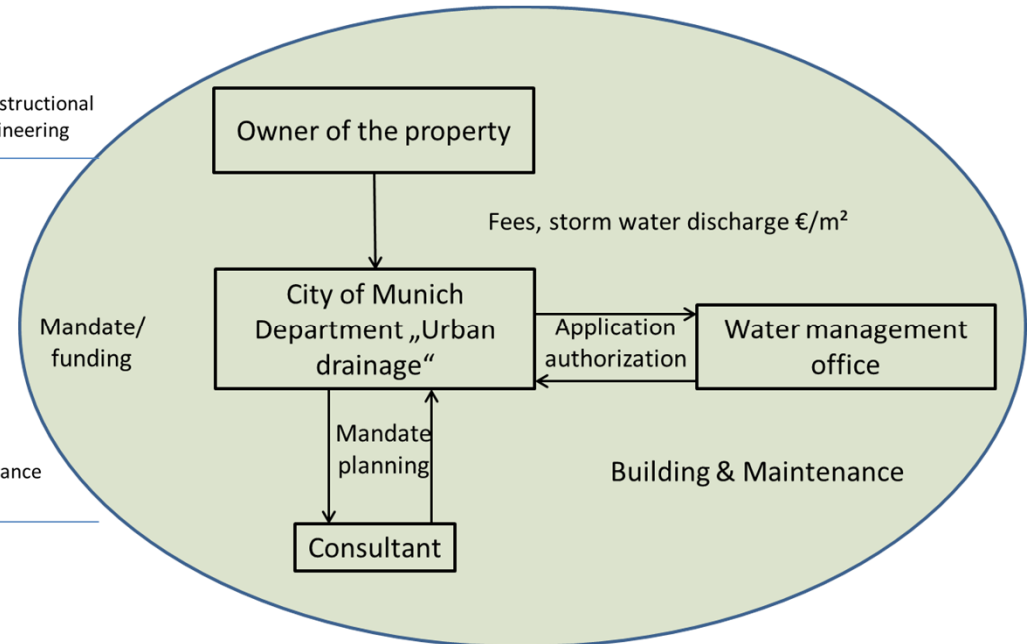 structional
ineering
Owner of the property
Fees, storm water discharge €/m²
City of Munich
Department „Urban
drainage“
Mandate/
funding
Application
authorization
Water management
office
Mandate
planning
ance
Building & Maintenance
Consultant